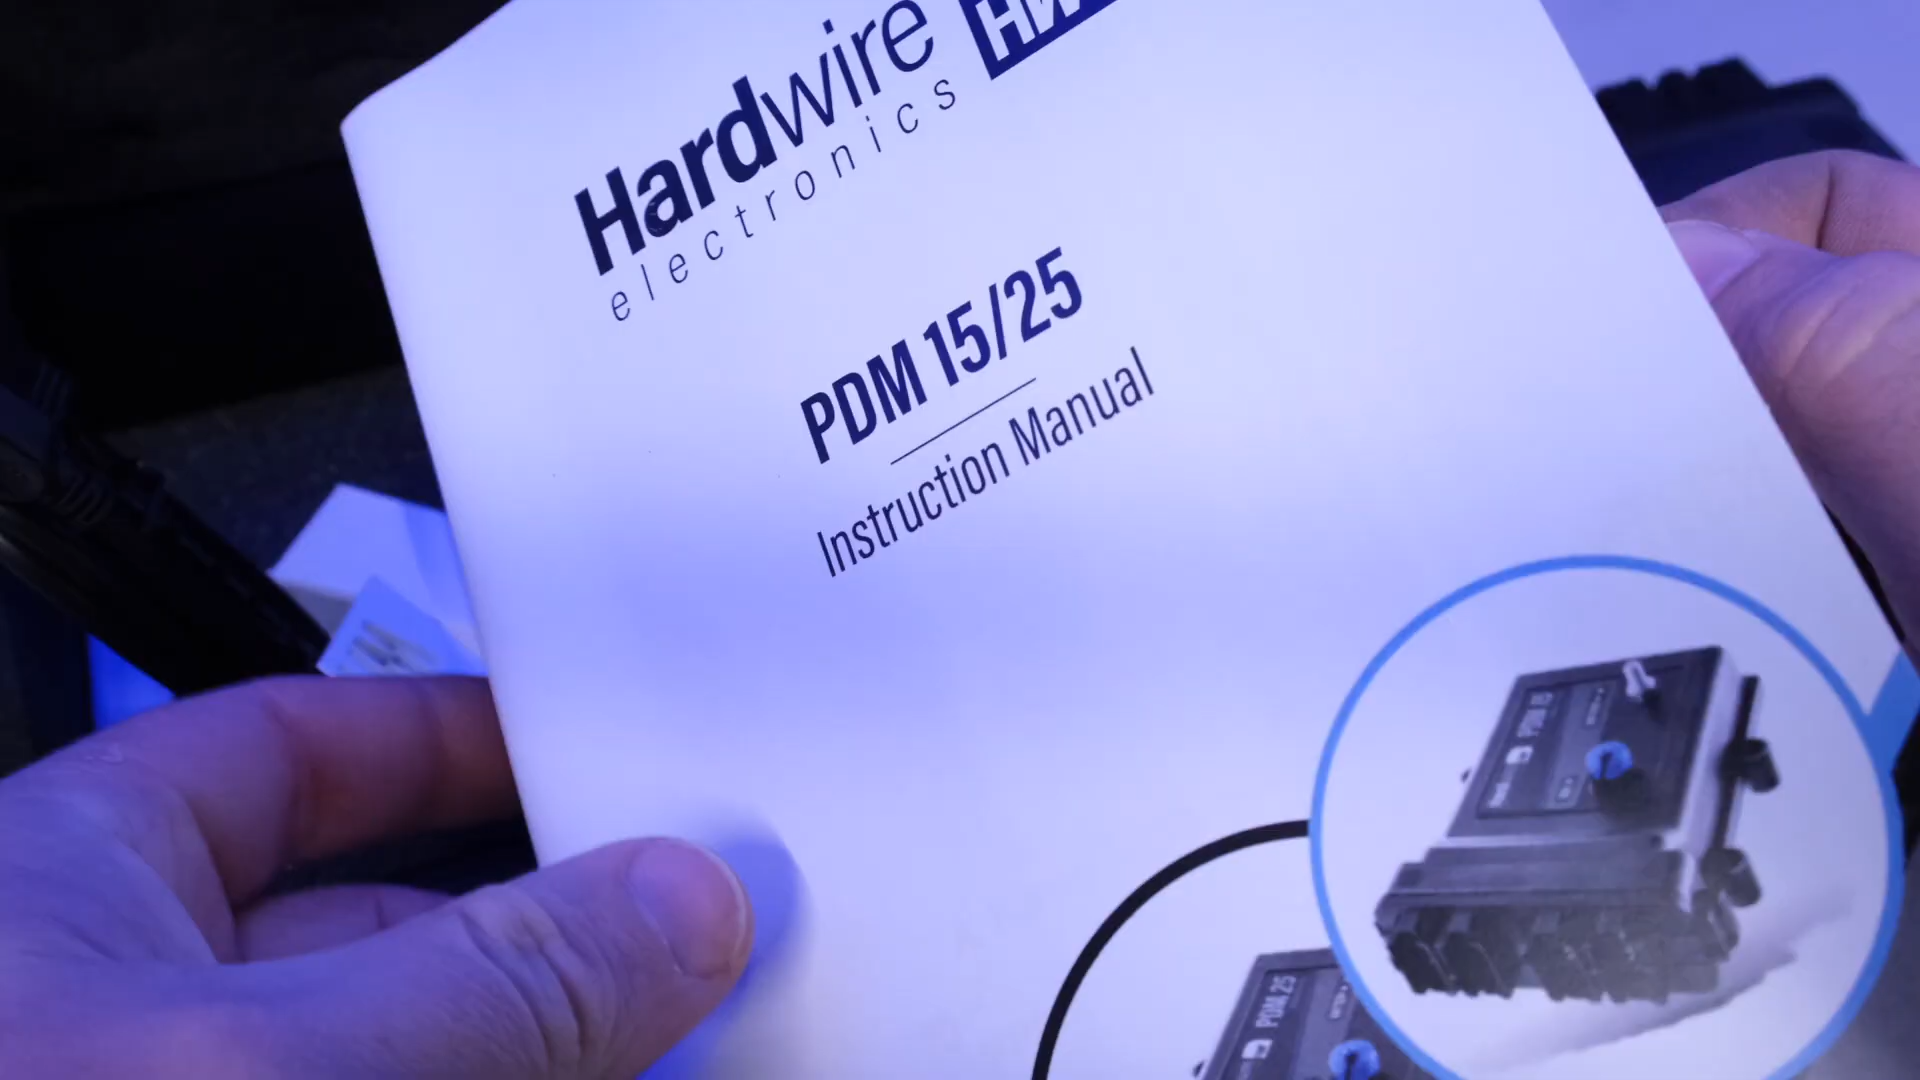 Hardwire
electronics
PDM 15/25
Instruction Manual
PDM 15
PDM 25